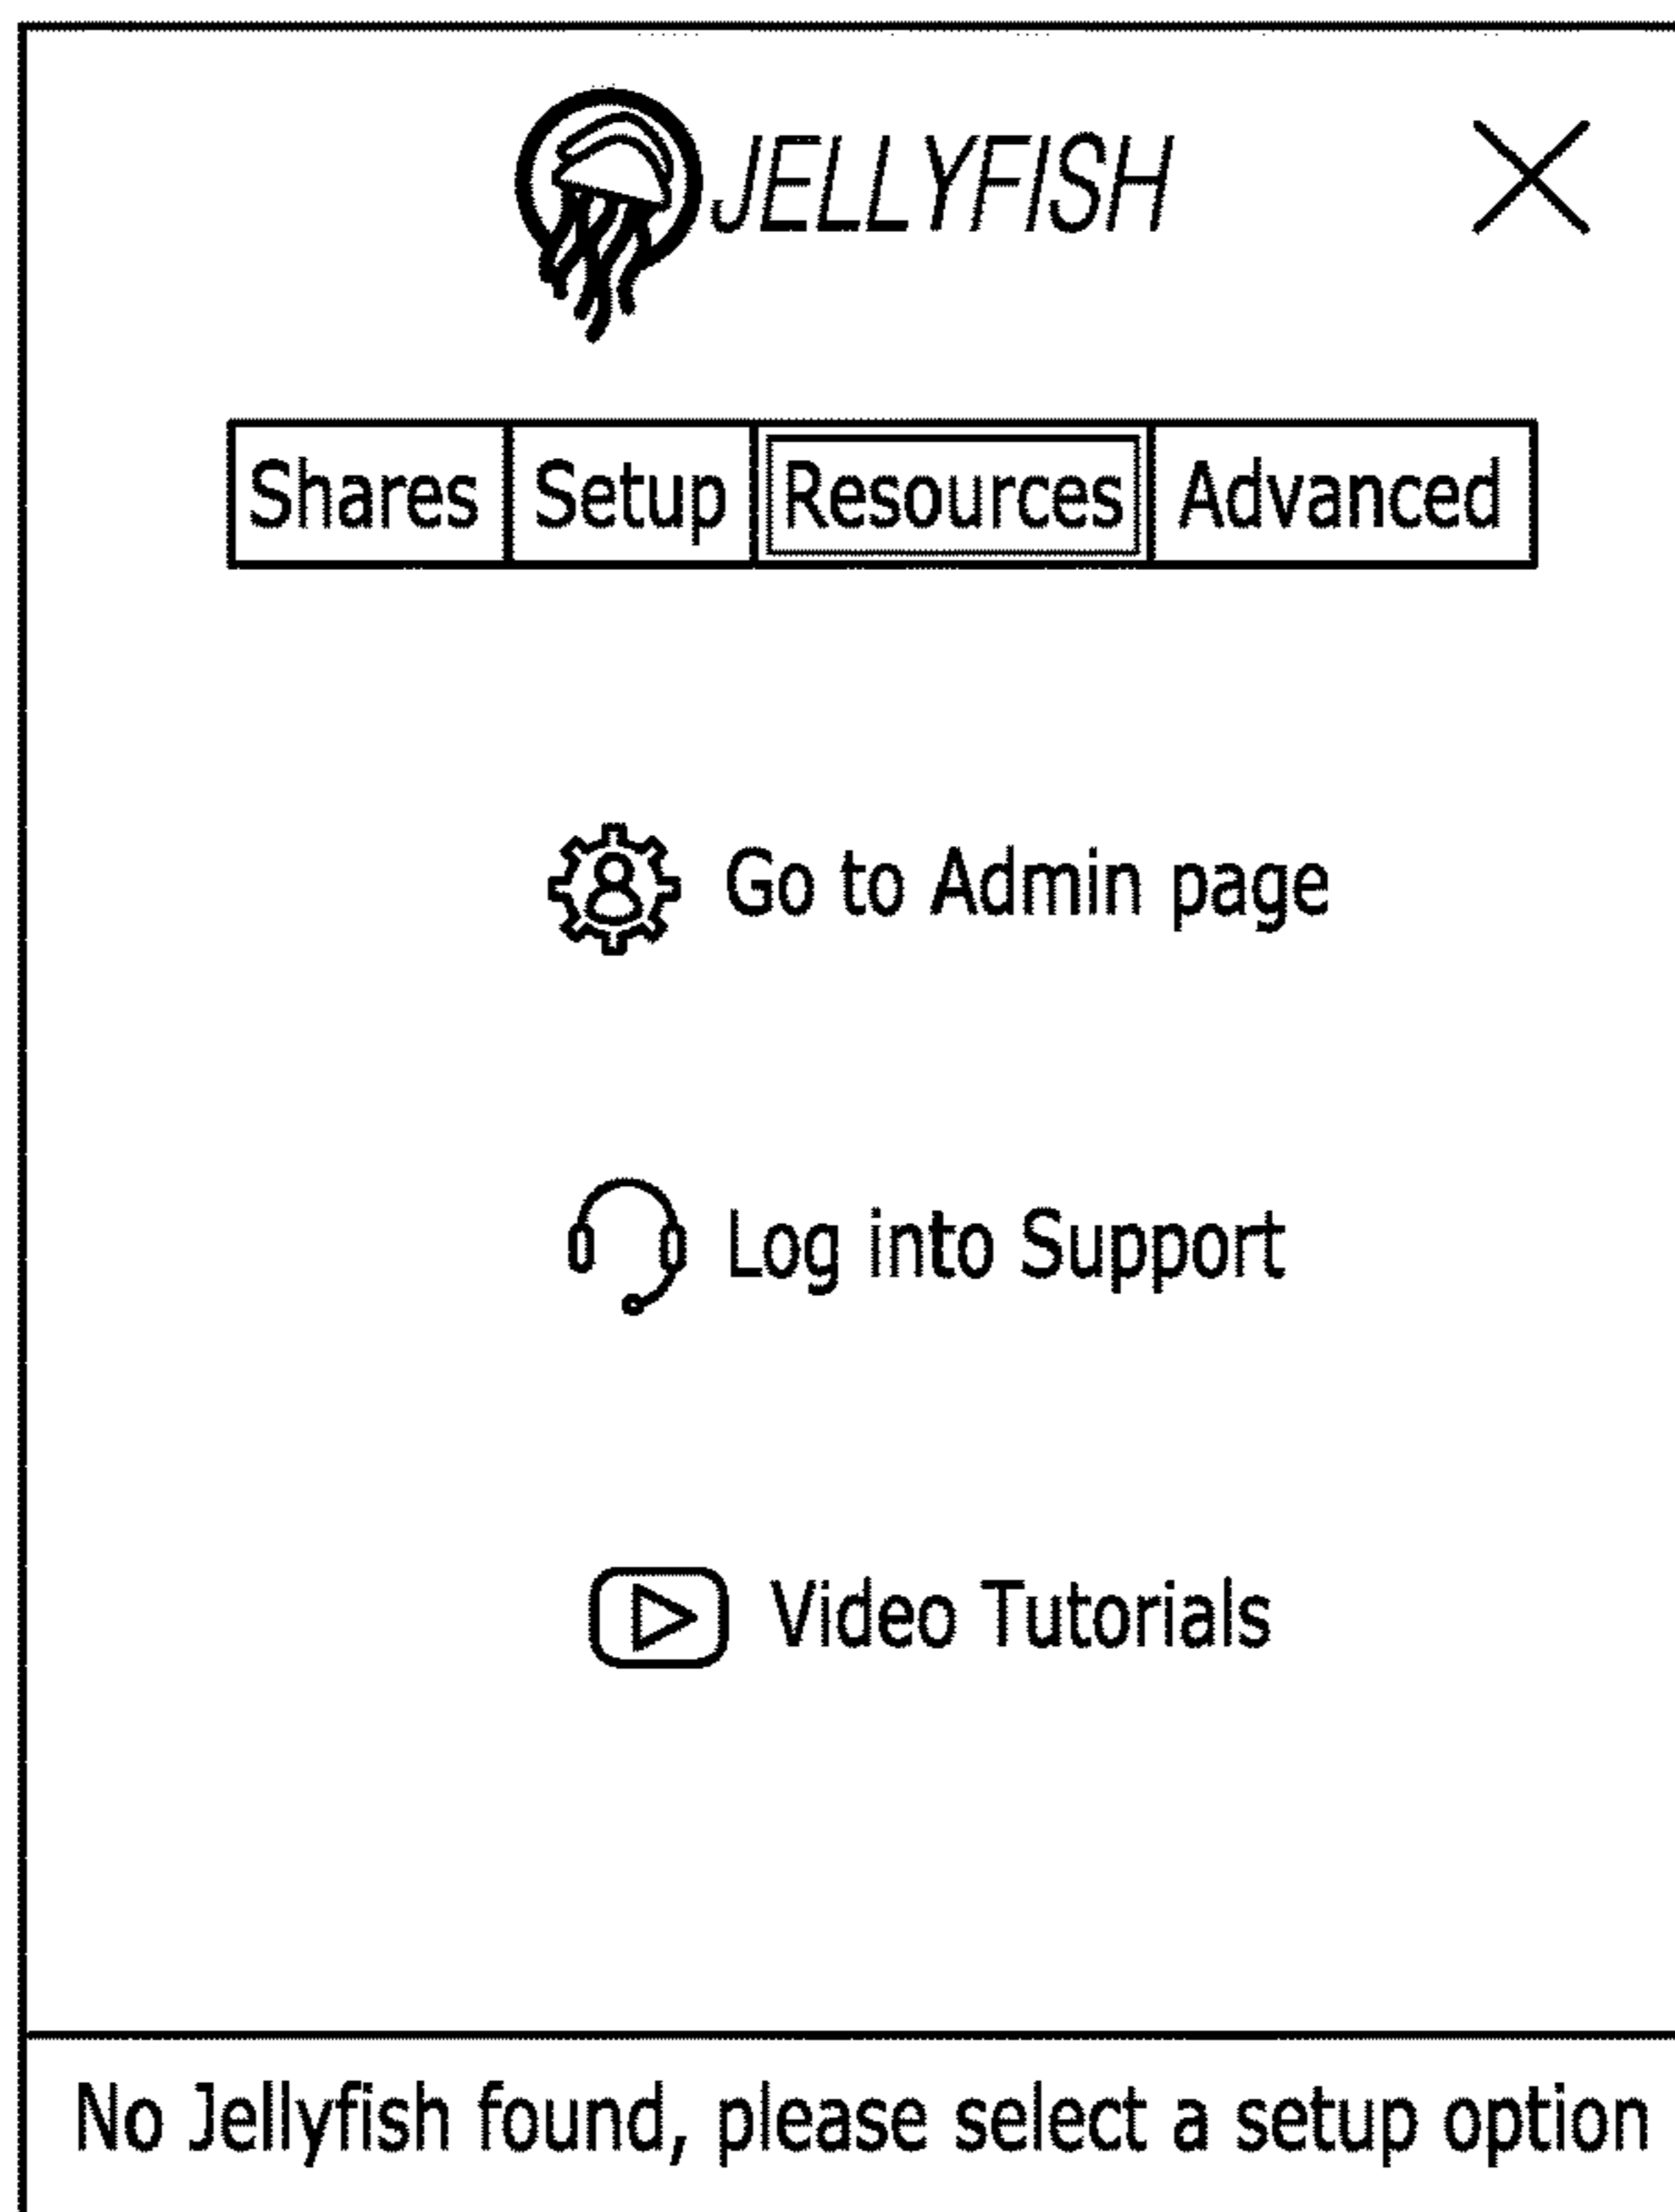 JELLYFISH
Shares Setup Resources Advanced
Go to Admin page
Log into Support
Video Tutorials
No Jellyfish found, please select a setup option